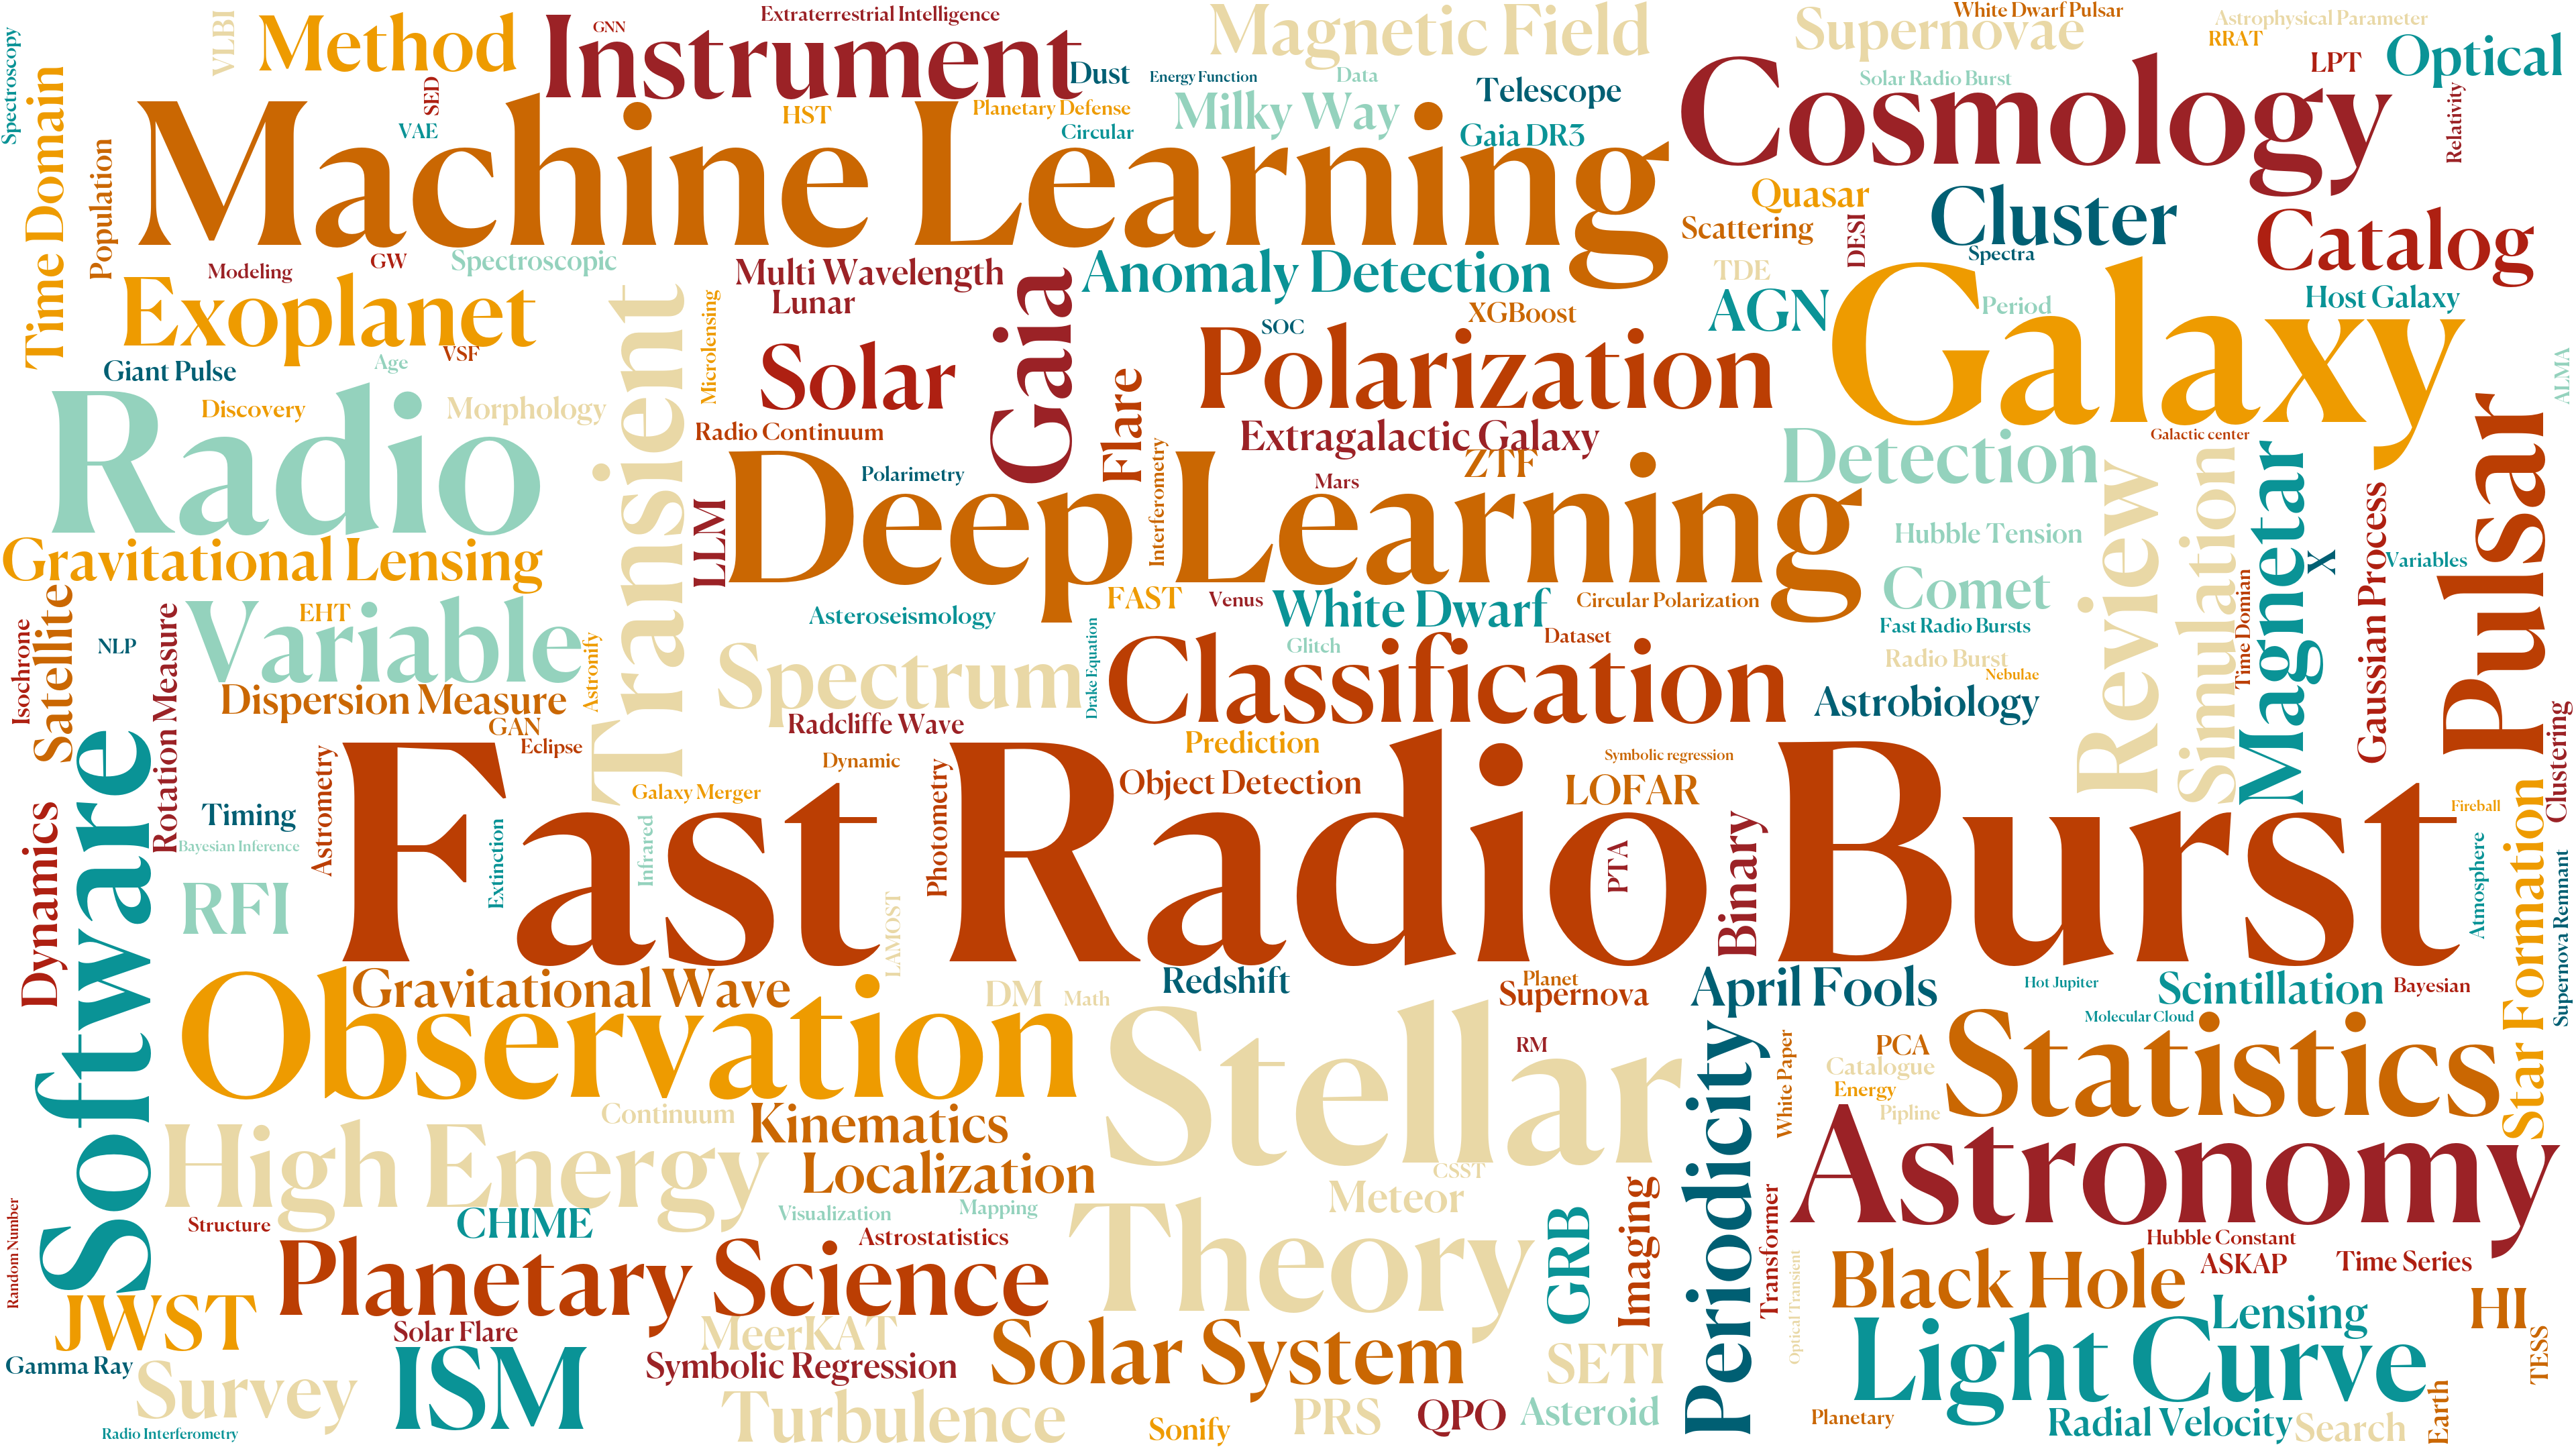 Spectroscopy
VLBI
Method
Instrument
GNN
Extraterrestrial Intelligence
Magnetic Field
Supernovae
White Dwarf Pulsar
Astrophysical Parameter
RRAT
LPT
Optical
Time Domain
Population
SED
VAE
Machine Learning
HST
Planetary Defense
Circular
Dust
Energy Function
Data
Milky Way
Telescope
Gaia DR3
Solar Radio Burst
Cosmology
Relativity
Quasar
Scattering
DESI
Cluster
Spectra
Catalog
Modeling
GW
Spectroscopic
Multi Wavelength
Lunar
Gaia
Anomaly Detection
TDE
AGN
Period
Host Galaxy
Exoplanet
VSF
Age
Giant Pulse
Transient
Microlensing
Solar
SOC
XGBoost
Polarization
Galaxy
ALMA
Radio
Discovery
Morphology
Radio Continuum
Flare
Extragalactic Galaxy
ZTF
Detection
Galactic center
Pulsar
Polarimetry
Interferometry
Mars
Deep Learning
LLM
Hubble Tension
Review
Simulation
Magnetar
X
Gaussian Process
Variables
Gravitational Lensing
Satellite
Isochrone
NLP
Rotation Measure
EHT
Variable
Astronify
Asteroseismology
FAST
Venus
White Dwarf
Circular Polarization
Comet
Fast Radio Bursts
Time Domian
Dispersion Measure
GAN
Eclipse
Spectrum
Drake Equation
Glitch
Dataset
Classification
Radio Burst
Nebulae
Astrobiology
Radcliffe Wave
Prediction
Symbolic regression
Clustering
Software
Dynamics
Timing
Bayesian Inference
Astrometry
Dynamic
Galaxy Merger
Photometry
Object Detection
LOFAR
Fireball
Fast Radio Burst
Extinction
Infrared
PTA
Binary
Atmosphere
Star Formation
Supernova Remnant
RFI
LAMOST
Gravitational Wave
DM
Math
Redshift
Planet
Supernova
April Fools
Hot Jupiter
Scintillation
Bayesian
Observation
Stellar
RM
Periodicity
White Paper
PCA
Catalogue
Energy
Pipline
Molecular Cloud
Statistics
Continuum
Kinematics
High Energy
Localization
CSST
Meteor
Astronomy
Random Number
Structure
CHIME
Visualization
Mapping
Astrostatistics
Theory
GRB
Imaging
Transformer
Optical Transient
Hubble Constant
ASKAP
Time Series
Planetary Science
Black Hole
Lensing
HI
JWST
Solar Flare
MeerKAT
Solar System
SETI
Light Curve
TESS
Gamma Ray
Survey
ISM
Symbolic Regression
Turbulence
Sonify
PRS
QPO
Asteroid
Planetary
Radial Velocity
Search
Earth
Radio Interferometry